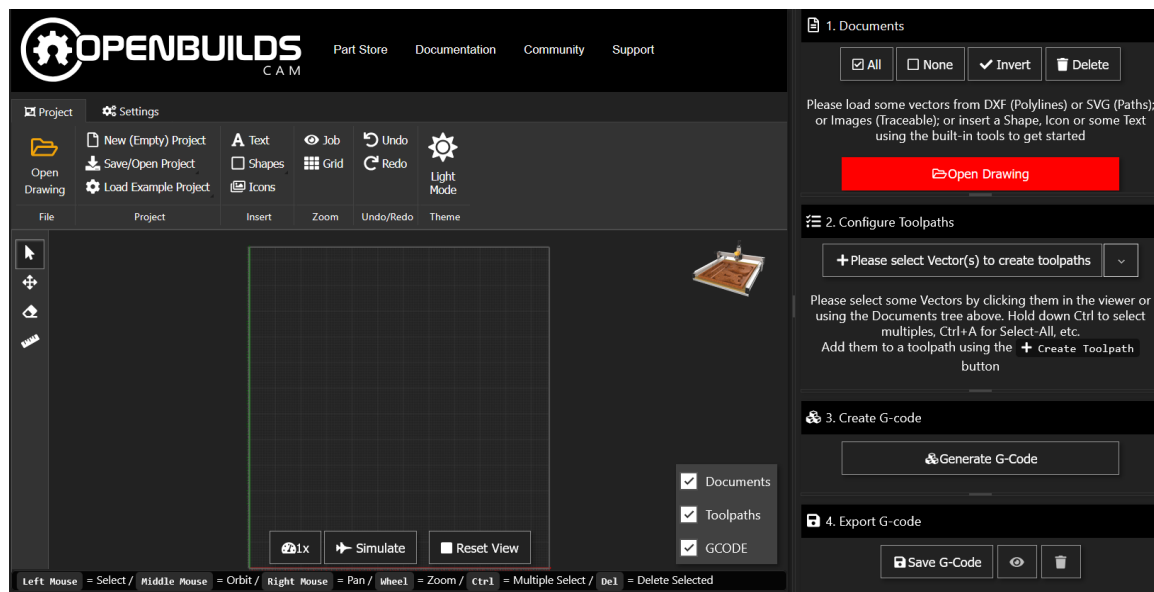 OPENBUILDS
CAM
Part Store Documentation Community Support
Project Settings
Open Drawing
New (Empty) Project
Save/Open Project
Load Example Project
Text
Shapes
Icons
Job
Grid
Undo
Redo
Light
Mode
File Project Insert Zoom Undo/Redo Theme
1x Simulate Reset View
Documents
Toolpaths
GCODE
Left Mouse = Select / Middle Mouse = Orbit / Right Mouse = Pan / Wheel = Zoom / Ctrl = Multiple Select / Del = Delete Selected
1. Documents
All None Invert Delete
Please load some vectors from DXF (Polylines) or SVG (Paths);
or Images (Traceable); or insert a Shape, Icon or some Text
using the built-in tools to get started
Open Drawing
2. Configure Toolpaths
Please select Vector(s) to create toolpaths
Please select some Vectors by clicking them in the viewer or
using the Documents tree above. Hold down Ctrl to select
multiples, Ctrl+A for Select-All, etc.
Add them to a toolpath using the + Create Toolpath
button
3. Create G-code
Generate G-Code
4. Export G-code
Save G-Code